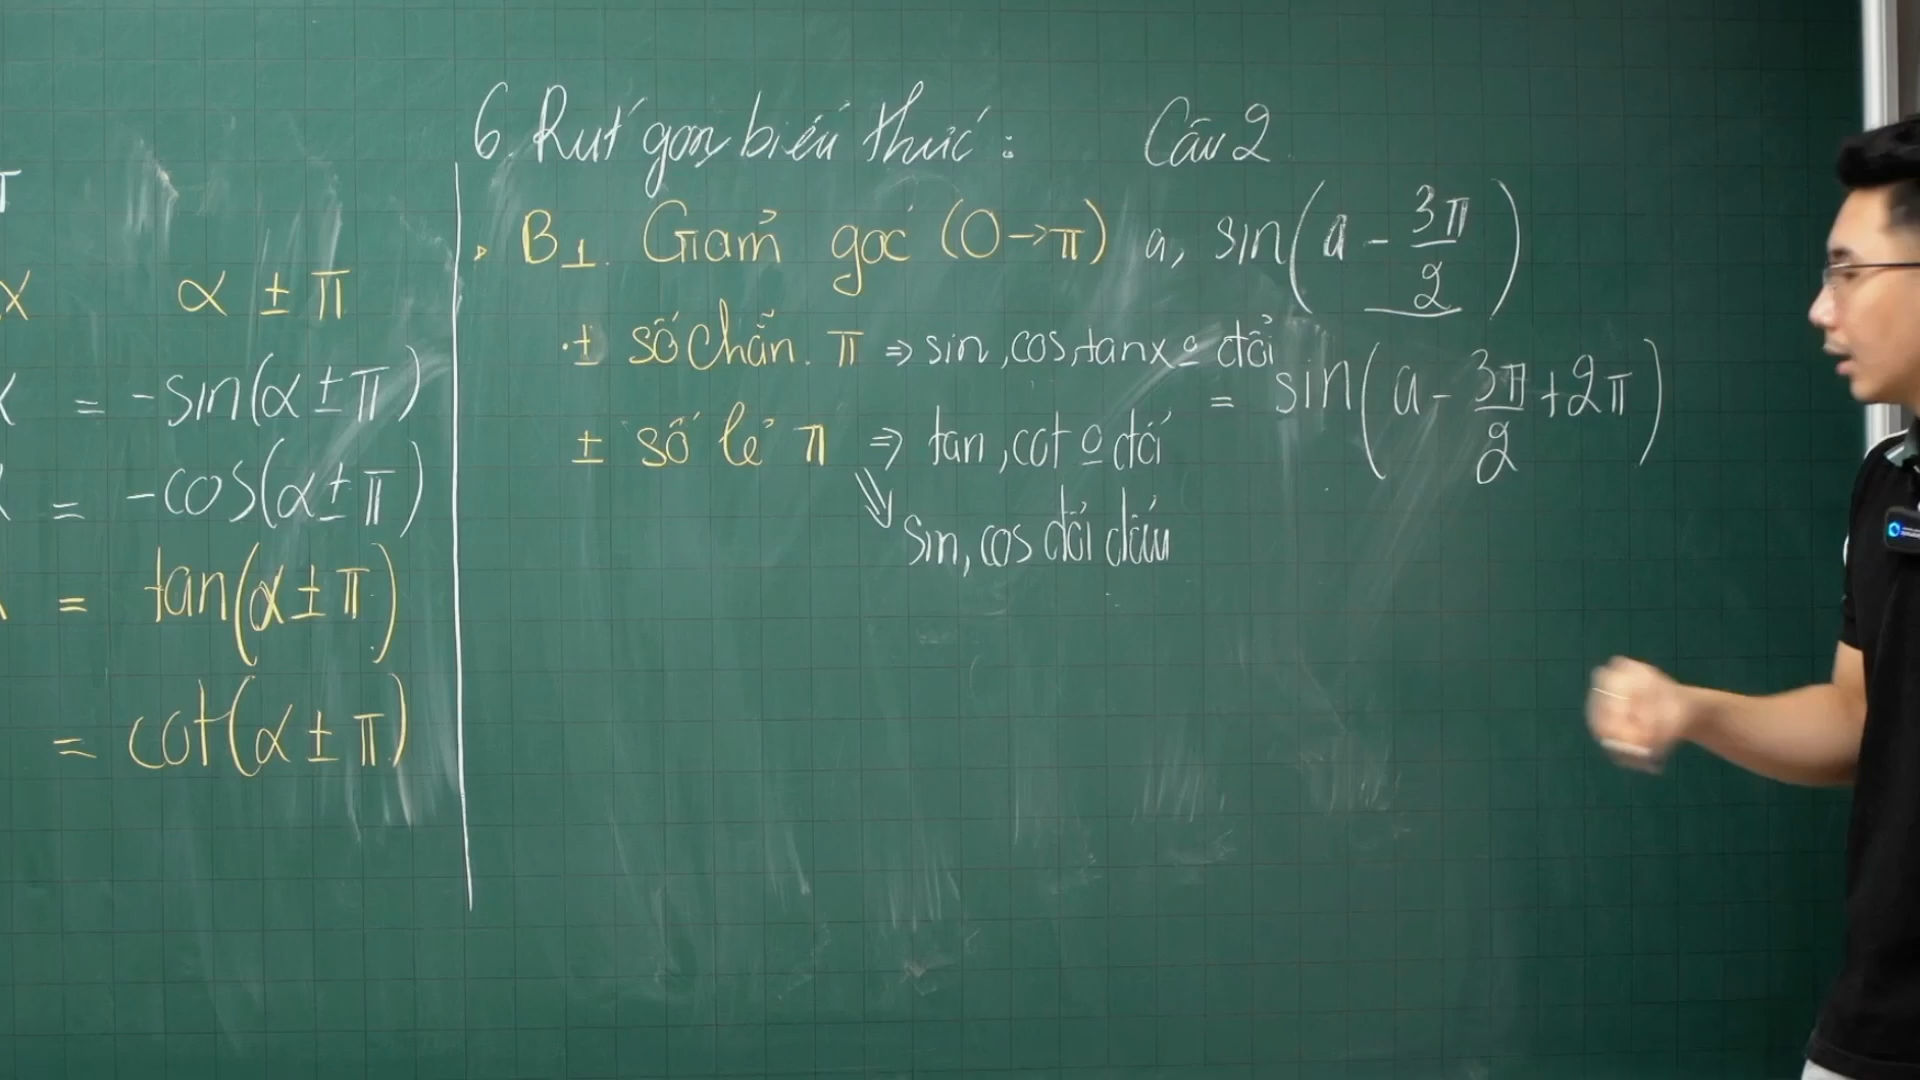 π
α ± π
= -sin(α ± π)
= -cos(α ± π)
= tan(α ± π)
= cot(α ± π)
6. Rút gọn biểu thức: Câu 2
B1. Giảm góc (0→π)
± số chẵn. π ⇒ sin, cos, tan đổi
± số lẻ π ⇒ tan, cot đổi
⇒ sin, cos đổi dấu
a, sin(a - 3π/2)
= sin(a - 3π/2 + 2π)